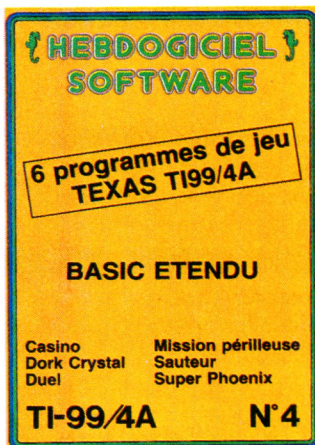 HEBDOGICIEL
SOFTWARE
6 programmes de jeu
TEXAS TI99/4A
BASIC ETENDU
Casino
Dork Crystal
Duel
Mission périlleuse
Sauteur
Super Phoenix
TI-99/4A
N°4